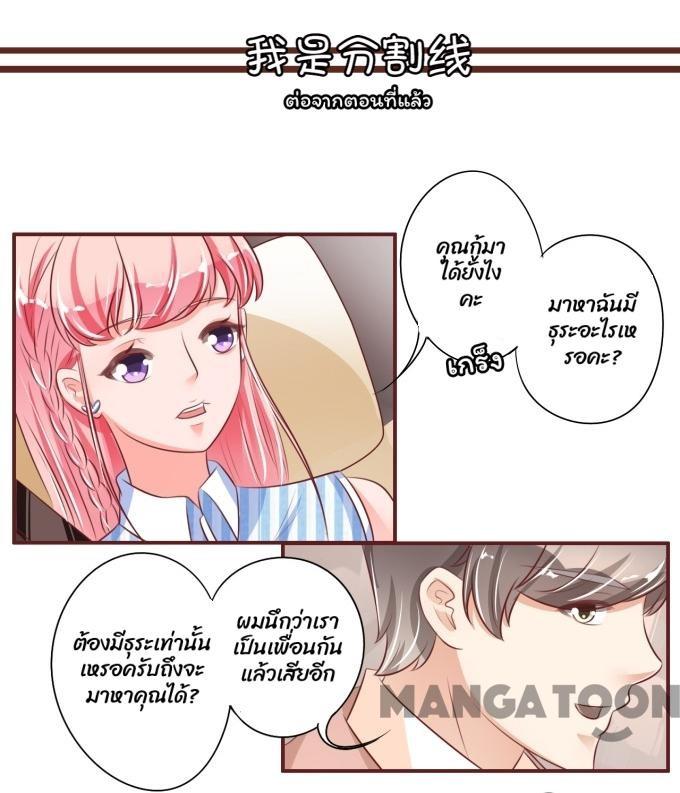 我是分割线
ต่อจากตอนที่แล้ว
คุณกู้มา
ได้ยังไง
คะ
มาหาฉันมี
ธุระอะไรเห
รอคะ?
เกร็ง
ผมนึกว่าเรา
เป็นเพื่อนกัน
แล้วเสียอีก
ต้องมีธุระเท่านั้น
เหรอครับถึงจะ
มาหาคุณได้?
MANGATOON